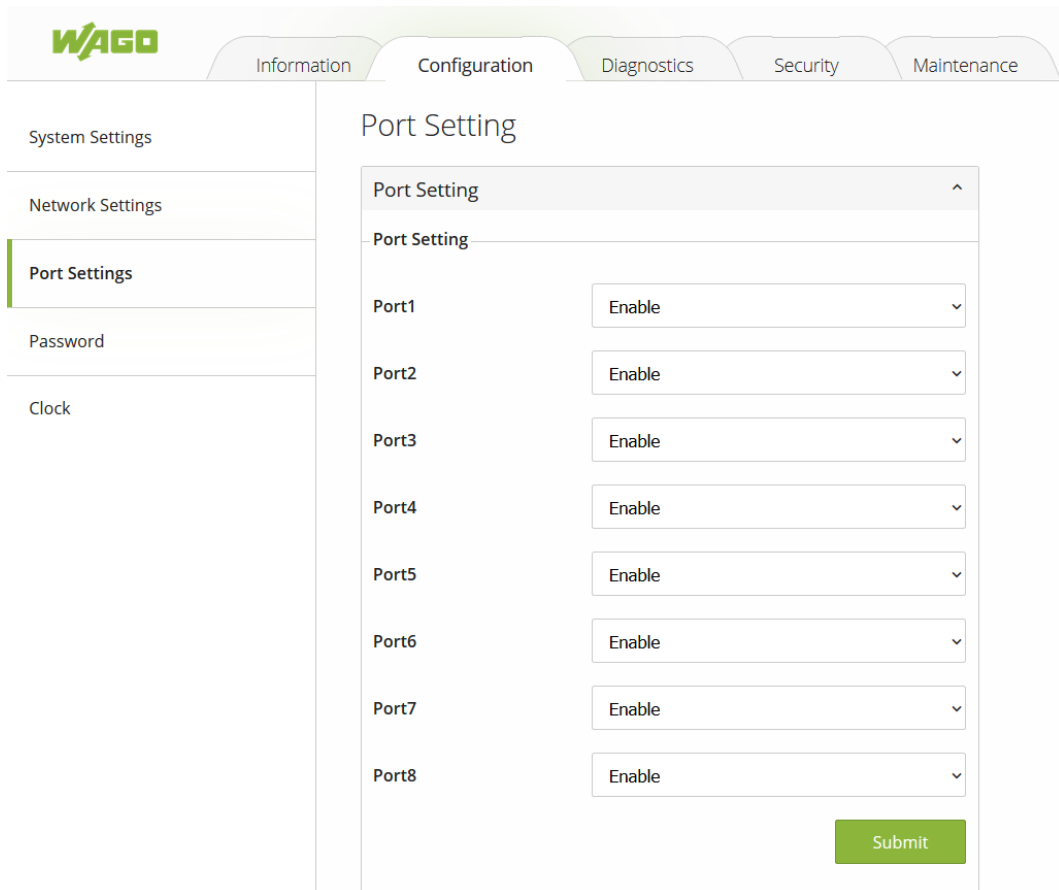 WAGO
Information Configuration Diagnostics Security Maintenance
System Settings
Network Settings
Port Settings
Password
Clock
Port Setting
Port Setting
Port Setting
Port1 Enable
Port2 Enable
Port3 Enable
Port4 Enable
Port5 Enable
Port6 Enable
Port7 Enable
Port8 Enable
Submit